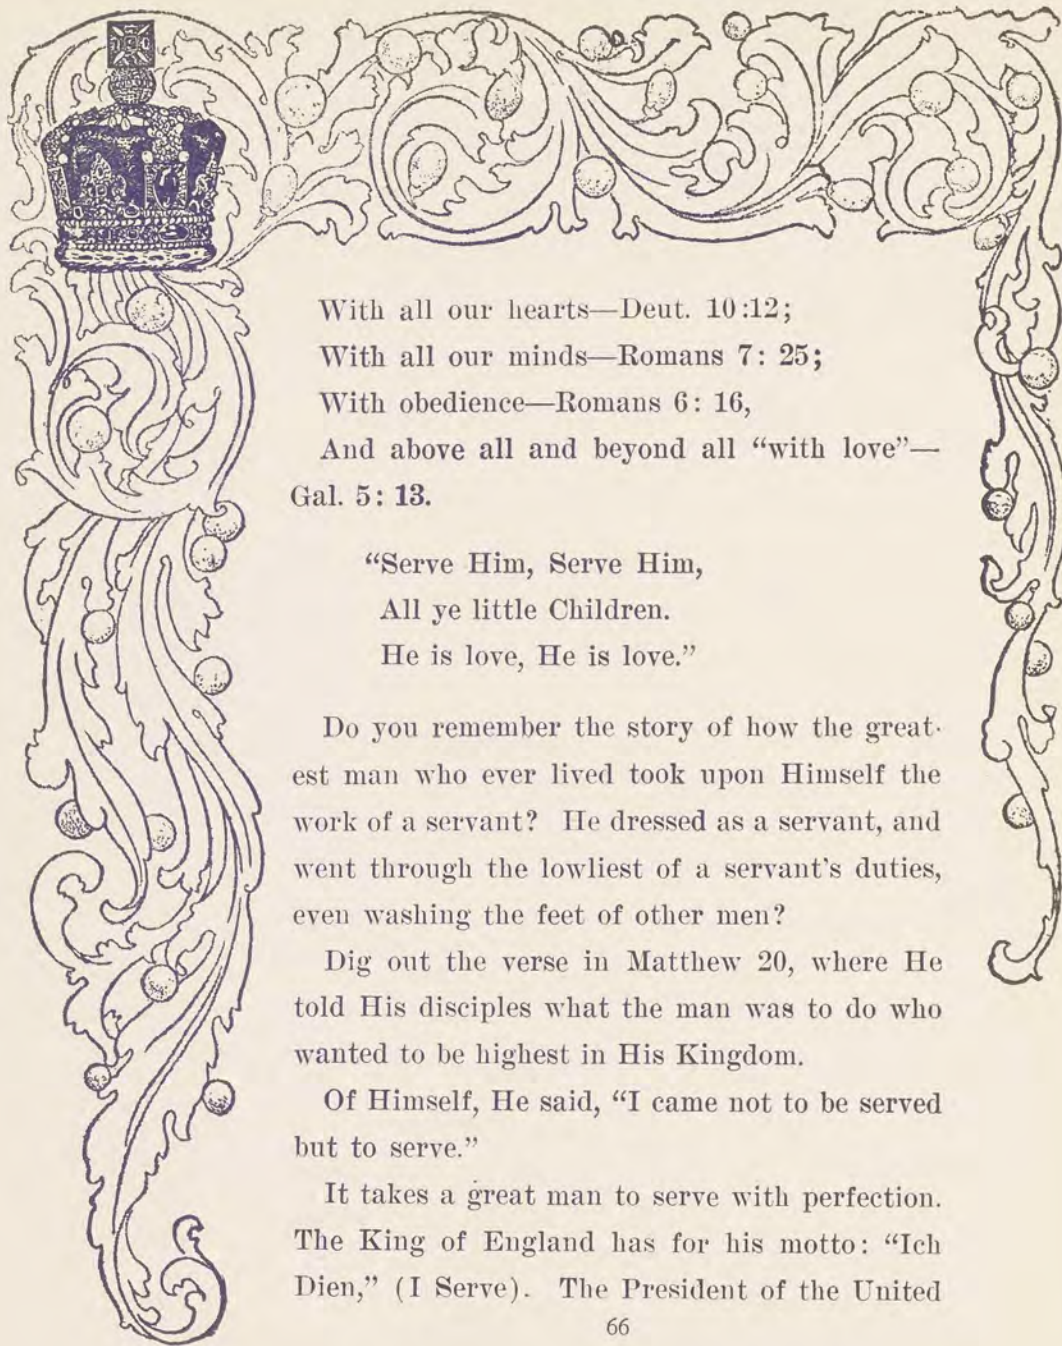 With all our hearts—Deut. 10:12;
With all our minds—Romans 7: 25;
With obedience—Romans 6: 16,
And above all and beyond all “with love”—
Gal. 5: 13.
“Serve Him, Serve Him,
All ye little Children.
He is love, He is love.”
Do you remember the story of how the great-
est man who ever lived took upon Himself the
work of a servant? He dressed as a servant, and
went through the lowliest of a servant's duties,
even washing the feet of other men?
Dig out the verse in Matthew 20, where He
told His disciples what the man was to do who
wanted to be highest in His Kingdom.
Of Himself, He said, “I came not to be served
but to serve.”
It takes a great man to serve with perfection.
The King of England has for his motto: “Ich
Dien,” (I Serve). The President of the United
66